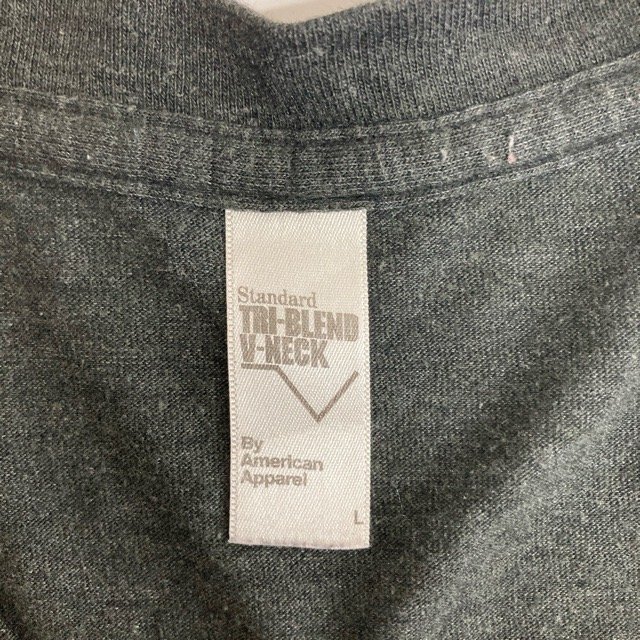 Standard
TRI-BLEND
V-NECK
By
American
Apparel
L